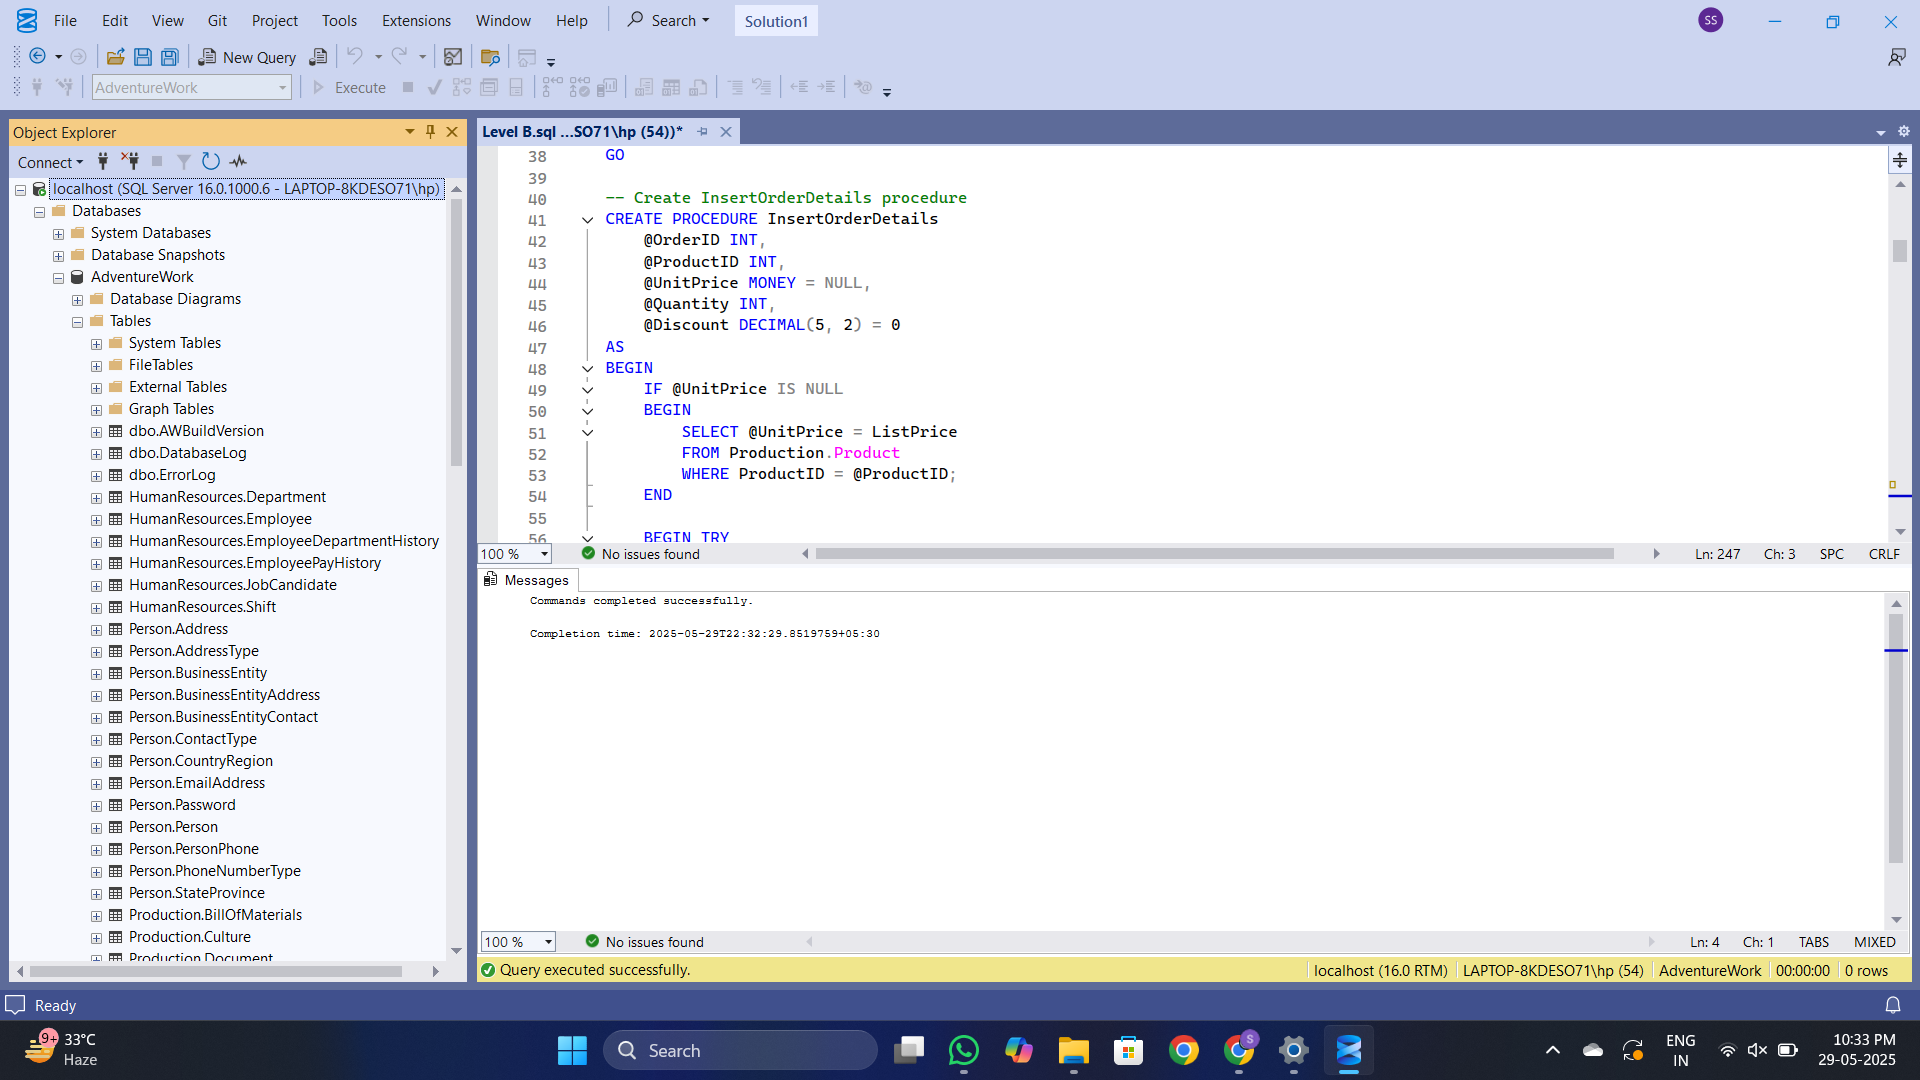 File Edit View Git Project Tools Extensions Window Help Search Solution1 SS
New Query
AdventureWork Execute
Object Explorer
Connect
localhost (SQL Server 16.0.1000.6 - LAPTOP-8KDESO71\hp)
Databases
System Databases
Database Snapshots
AdventureWork
Database Diagrams
Tables
System Tables
FileTables
External Tables
Graph Tables
dbo.AWBuildVersion
dbo.DatabaseLog
dbo.ErrorLog
HumanResources.Department
HumanResources.Employee
HumanResources.EmployeeDepartmentHistory
HumanResources.EmployeePayHistory
HumanResources.JobCandidate
HumanResources.Shift
Person.Address
Person.AddressType
Person.BusinessEntity
Person.BusinessEntityAddress
Person.BusinessEntityContact
Person.ContactType
Person.CountryRegion
Person.EmailAddress
Person.Password
Person.Person
Person.PersonPhone
Person.PhoneNumberType
Person.StateProvince
Production.BillOfMaterials
Production.Culture
Production.Document
Level B.sql ...SO71\hp (54))*
38 GO
39
40 -- Create InsertOrderDetails procedure
41 CREATE PROCEDURE InsertOrderDetails
42 @OrderID INT,
43 @ProductID INT,
44 @UnitPrice MONEY = NULL,
45 @Quantity INT,
46 @Discount DECIMAL(5, 2) = 0
47 AS
48 BEGIN
49 IF @UnitPrice IS NULL
50 BEGIN
51 SELECT @UnitPrice = ListPrice
52 FROM Production.Product
53 WHERE ProductID = @ProductID;
54 END
55
56 BEGIN TRY
100 % No issues found Ln: 247 Ch: 3 SPC CRLF
Messages
Commands completed successfully.
Completion time: 2025-05-29T22:32:29.8519759+05:30
100 % No issues found Ln: 4 Ch: 1 TABS MIXED
Query executed successfully. localhost (16.0 RTM) LAPTOP-8KDESO71\hp (54) AdventureWork 00:00:00 0 rows
Ready
9+ 33°C
Haze
Search
S
ENG
IN
10:33 PM
29-05-2025